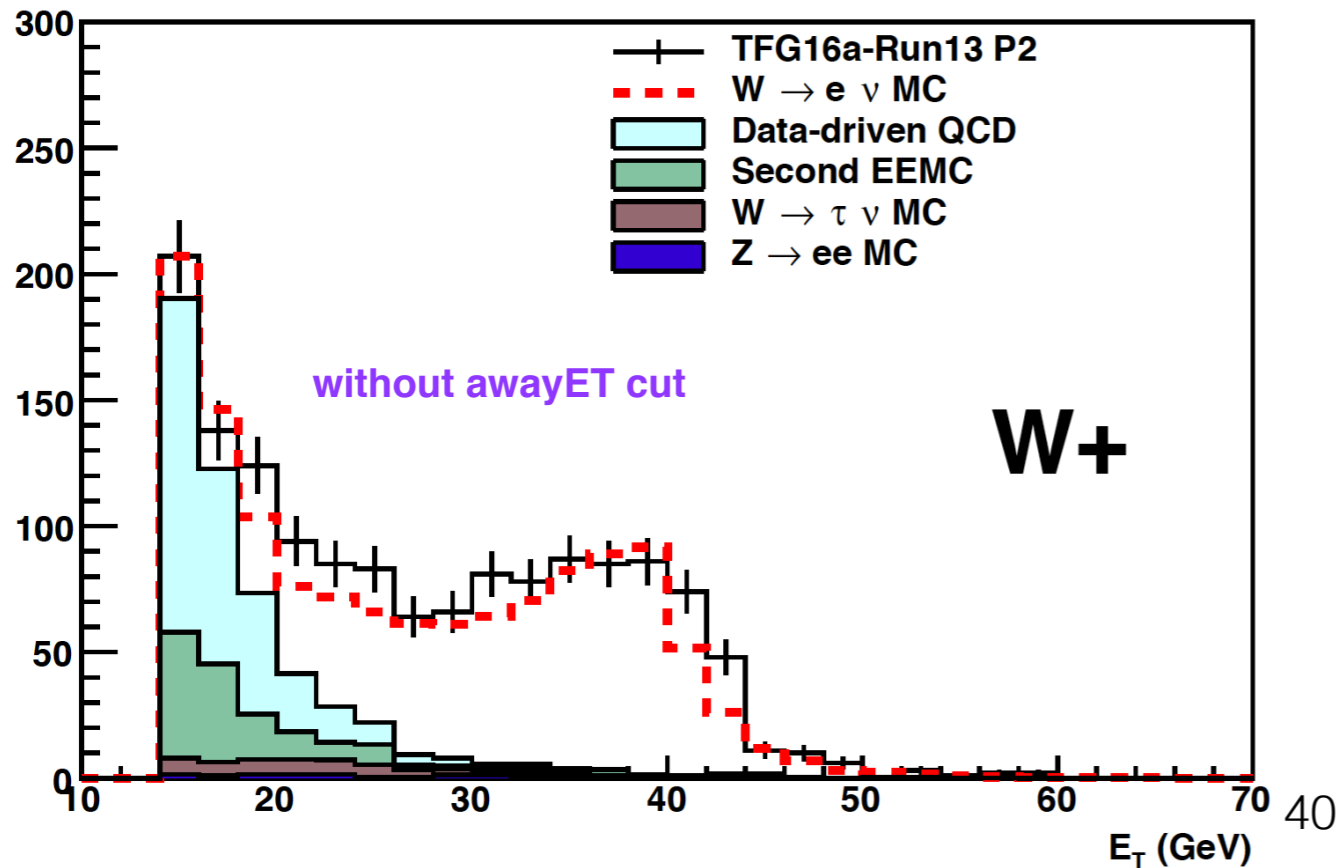 300
250
200
150
100
50
0
TFG16a-Run13 P2
W → e ν MC
Data-driven QCD
Second EEMC
W → τ ν MC
Z → ee MC
without awayET cut
W+
10 20 30 40 50 60 70
E_T (GeV)
40